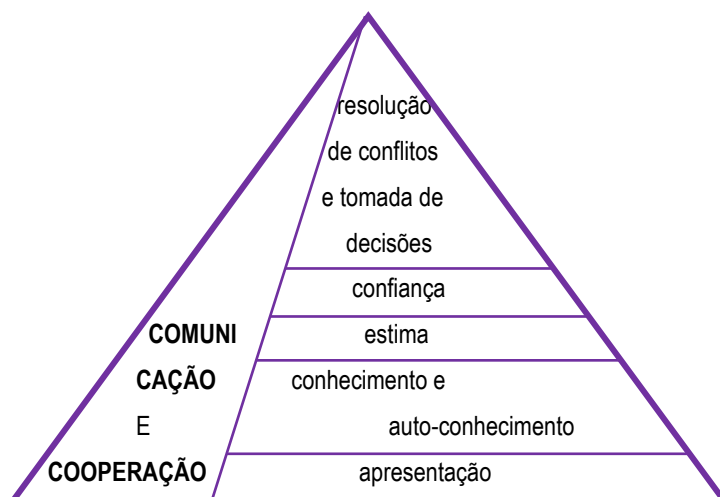 resolução
de conflitos
e tomada de
decisões
confiança
estima
conhecimento e
auto-conhecimento
apresentação
COMUNI
CAÇÃO
E
COOPERAÇÃO